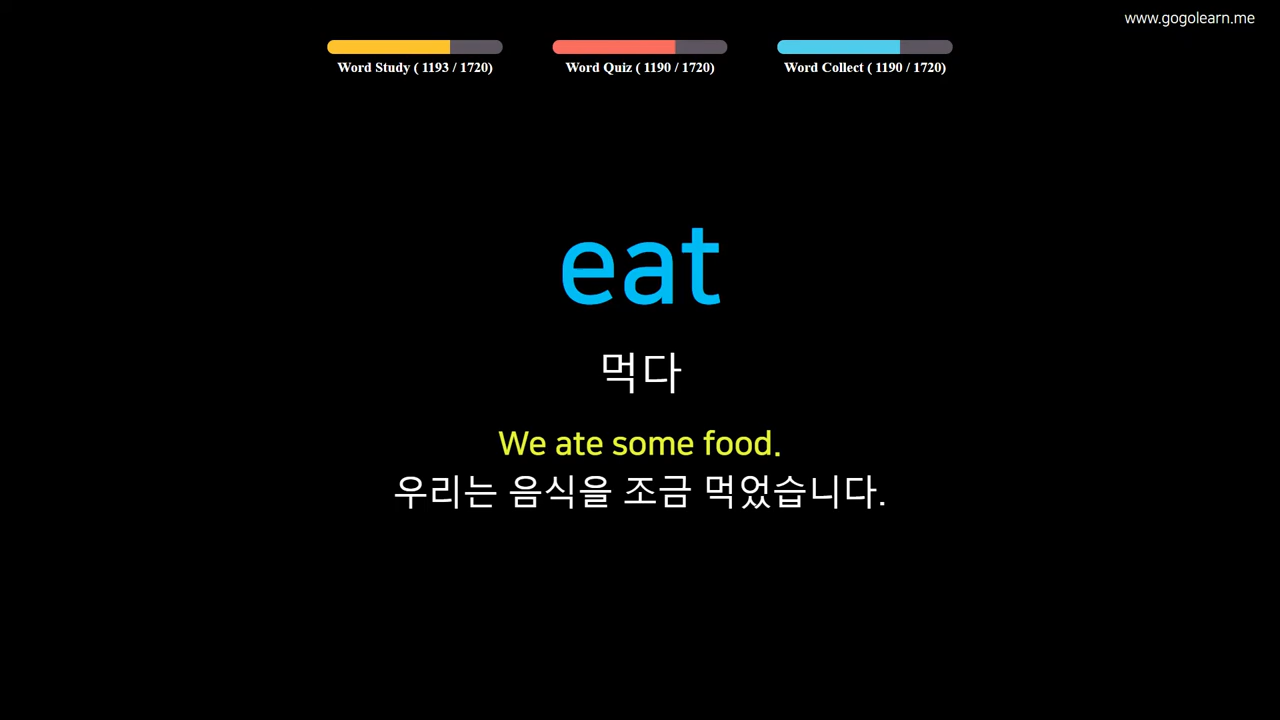 www.gogolearn.me
Word Study ( 1193 / 1720)
Word Quiz ( 1190 / 1720)
Word Collect ( 1190 / 1720)
eat
먹다
We ate some food.
우리는 음식을 조금 먹었습니다.